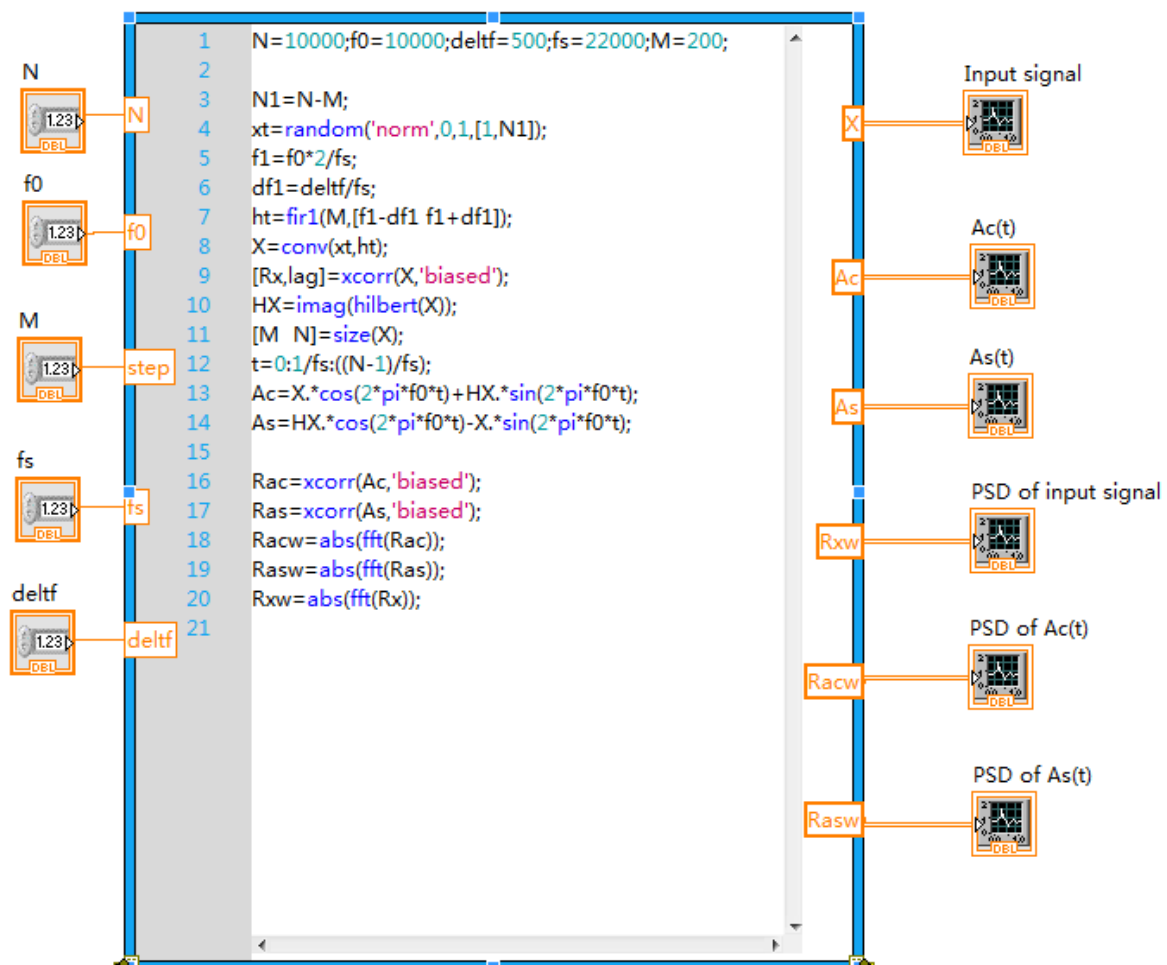 N
1.23
DBL
N
f0
1.23
DBL
f0
M
1.23
DBL
step
fs
1.23
DBL
fs
deltf
1.23
DBL
deltf
1 N=10000;f0=10000;deltf=500;fs=22000;M=200;
2
3 N1=N-M;
4 xt=random('norm',0,1,[1,N1]);
5 f1=f0*2/fs;
6 df1=deltf/fs;
7 ht=fir1(M,[f1-df1 f1+df1]);
8 X=conv(xt,ht);
9 [Rx,lag]=xcorr(X,'biased');
10 HX=imag(hilbert(X));
11 [M  N]=size(X);
12 t=0:1/fs:((N-1)/fs);
13 Ac=X.*cos(2*pi*f0*t)+HX.*sin(2*pi*f0*t);
14 As=HX.*cos(2*pi*f0*t)-X.*sin(2*pi*f0*t);
15
16 Rac=xcorr(Ac,'biased');
17 Ras=xcorr(As,'biased');
18 Racw=abs(fft(Rac));
19 Rasw=abs(fft(Ras));
20 Rxw=abs(fft(Rx));
21
Input signal
X
DBL
Ac(t)
Ac
DBL
As(t)
As
DBL
PSD of input signal
Rxw
DBL
PSD of Ac(t)
Racw
DBL
PSD of As(t)
Rasw
DBL